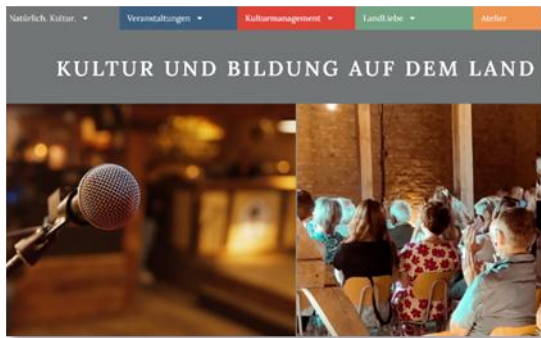 Natürlich. Kultur.
Veranstaltungen
Kulturmanagement
LandLiebe
Atelier
KULTUR UND BILDUNG AUF DEM LAND